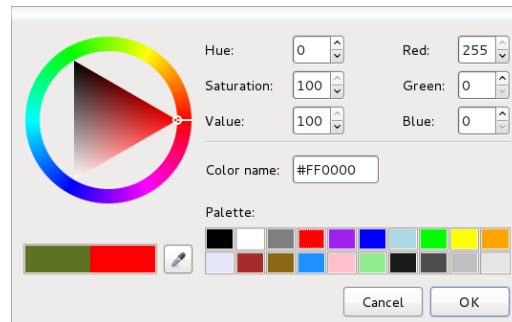 Hue: 0 Red: 255
Saturation: 100 Green: 0
Value: 100 Blue: 0
Color name: #FF0000
Palette:
Cancel OK